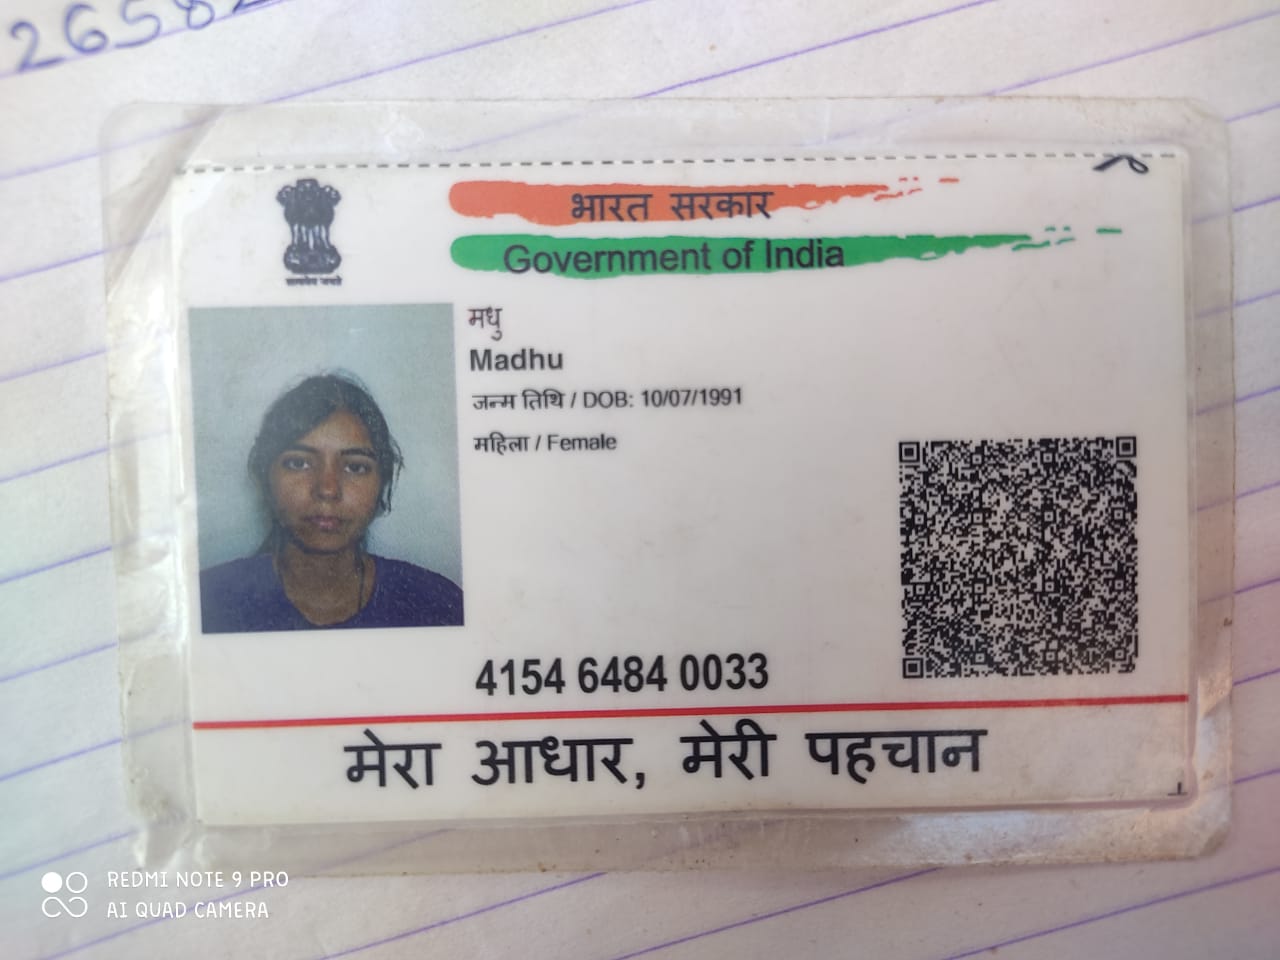 भारत सरकार
Government of India
सत्यमेव जयते
मधु
Madhu
जन्म तिथि / DOB: 10/07/1991
महिला / Female
4154 6484 0033
मेरा आधार, मेरी पहचान
REDMI NOTE 9 PRO
AI QUAD CAMERA